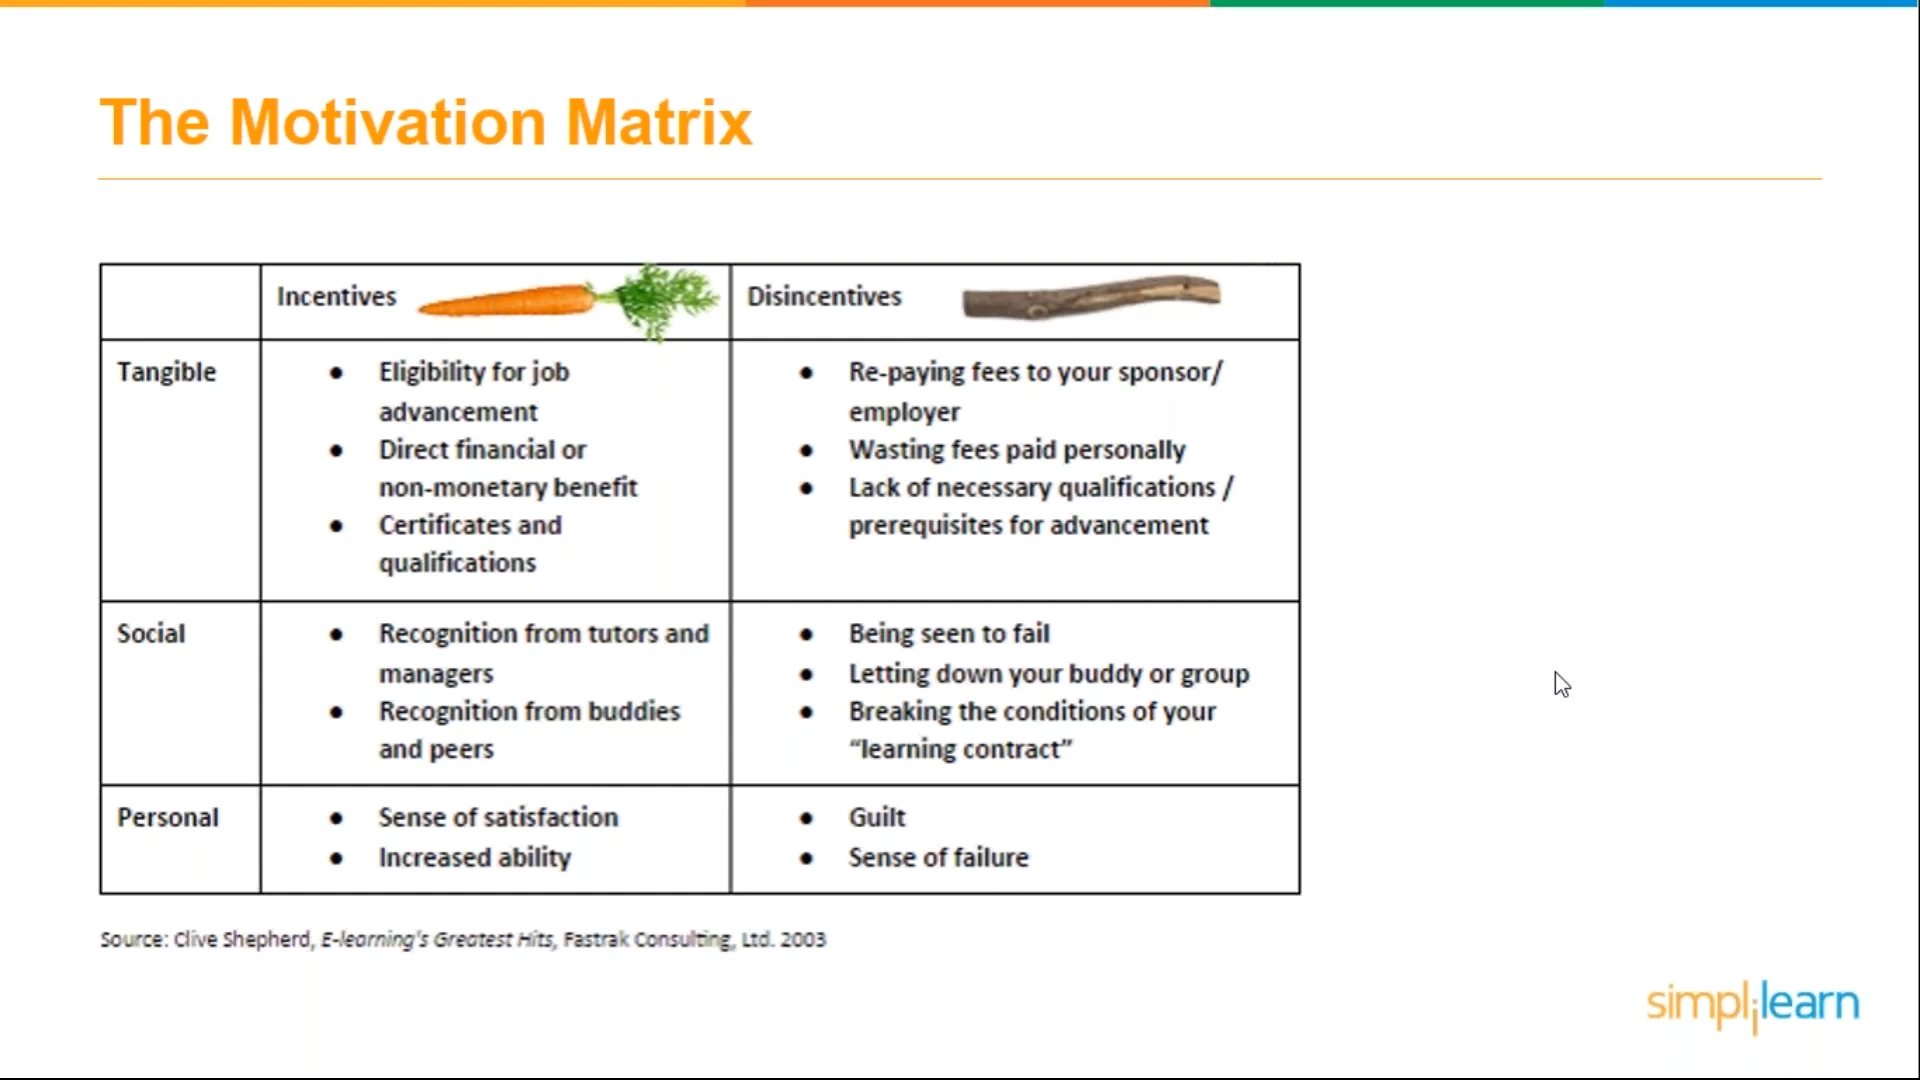 The Motivation Matrix
Incentives
Disincentives
Tangible
● Eligibility for job
advancement
● Direct financial or
non-monetary benefit
● Certificates and
qualifications
● Re-paying fees to your sponsor/
employer
● Wasting fees paid personally
● Lack of necessary qualifications /
prerequisites for advancement
Social
● Recognition from tutors and
managers
● Recognition from buddies
and peers
● Being seen to fail
● Letting down your buddy or group
● Breaking the conditions of your
“learning contract”
Personal
● Sense of satisfaction
● Increased ability
● Guilt
● Sense of failure
Source: Clive Shepherd, E-learning's Greatest Hits, Fastrak Consulting, Ltd. 2003
simplilearn